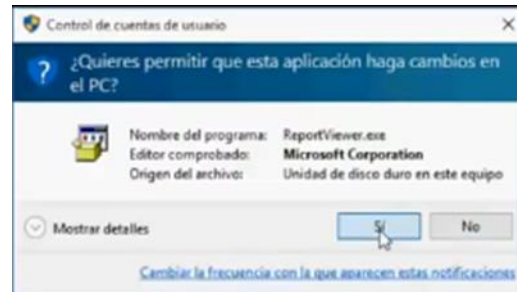 Control de cuentas de usuario
¿Quieres permitir que esta aplicación haga cambios en
el PC?
Nombre del programa: ReportViewer.exe
Editor comprobado: Microsoft Corporation
Origen del archivo: Unidad de disco duro en este equipo
Mostrar detalles
Sí
No
Cambiar la frecuencia con la que aparecen estas notificaciones